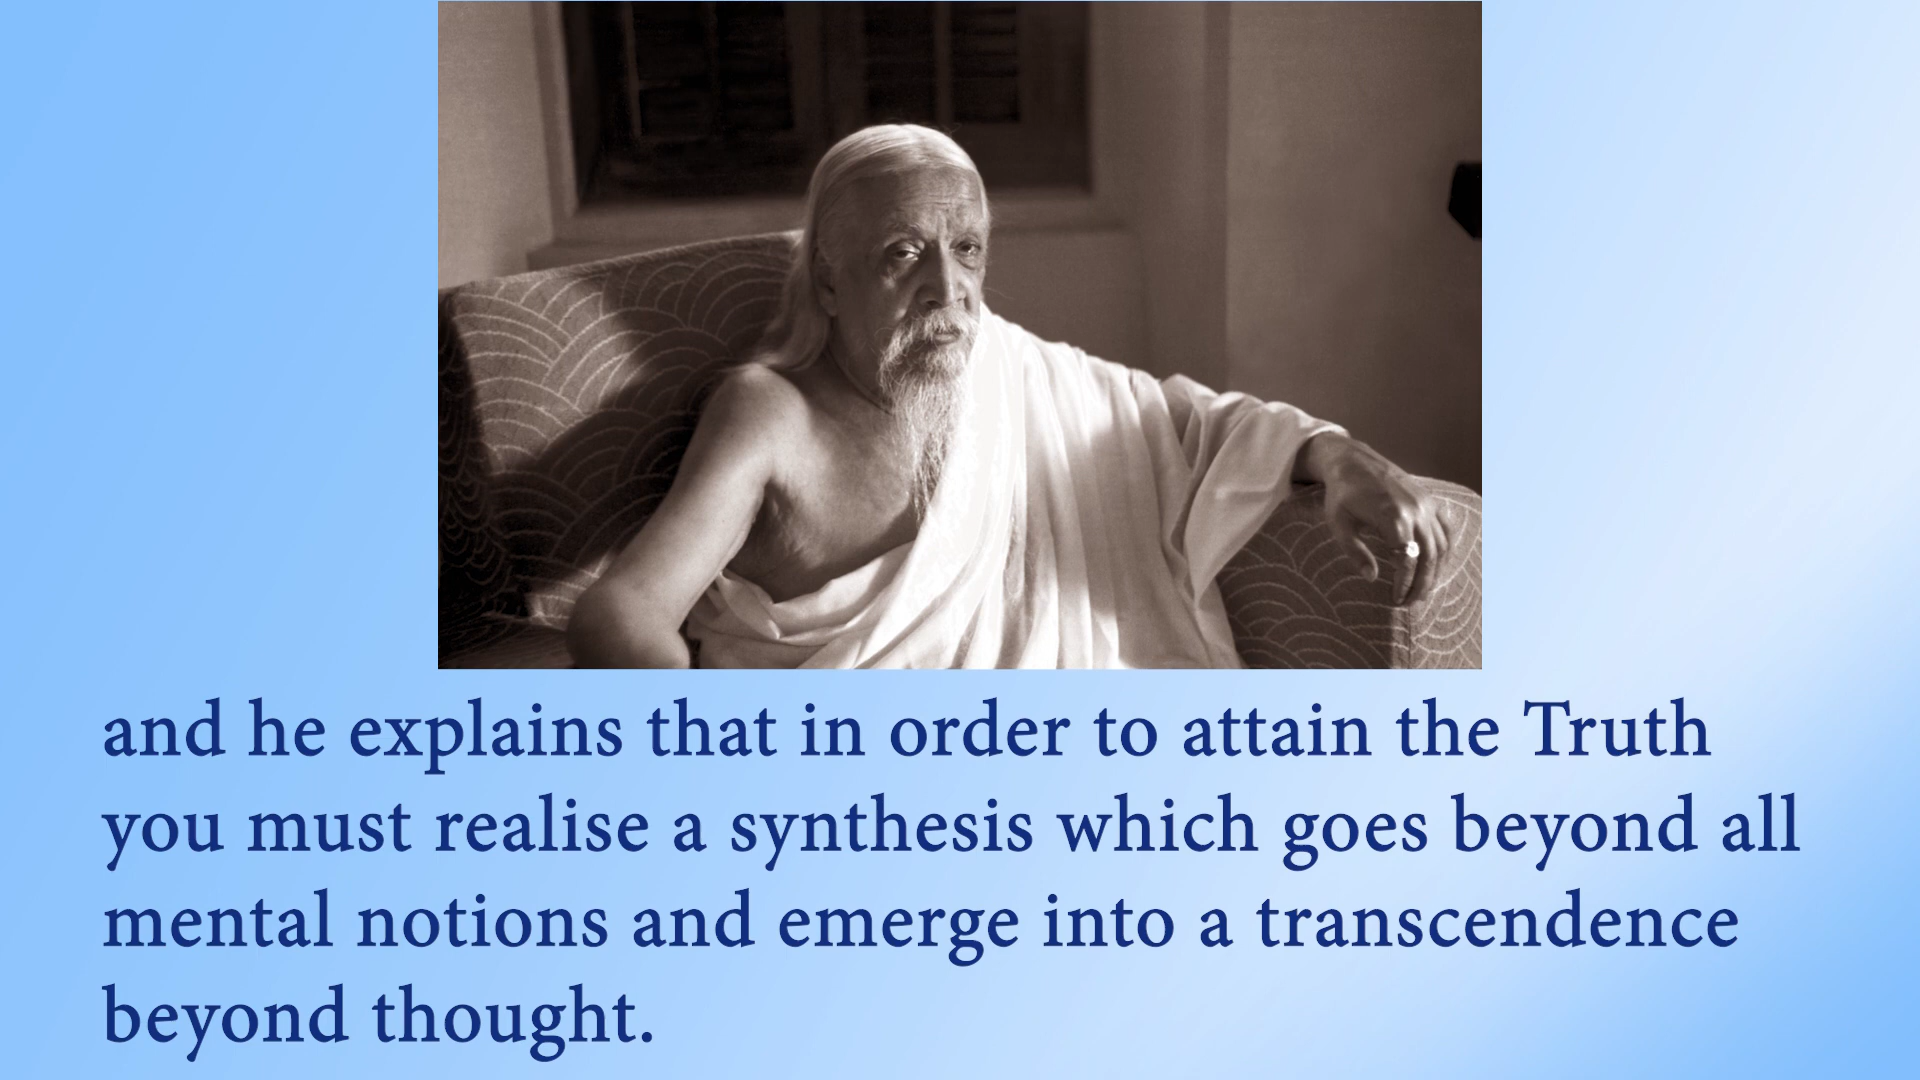 and he explains that in order to attain the Truth
you must realise a synthesis which goes beyond all
mental notions and emerge into a transcendence
beyond thought.